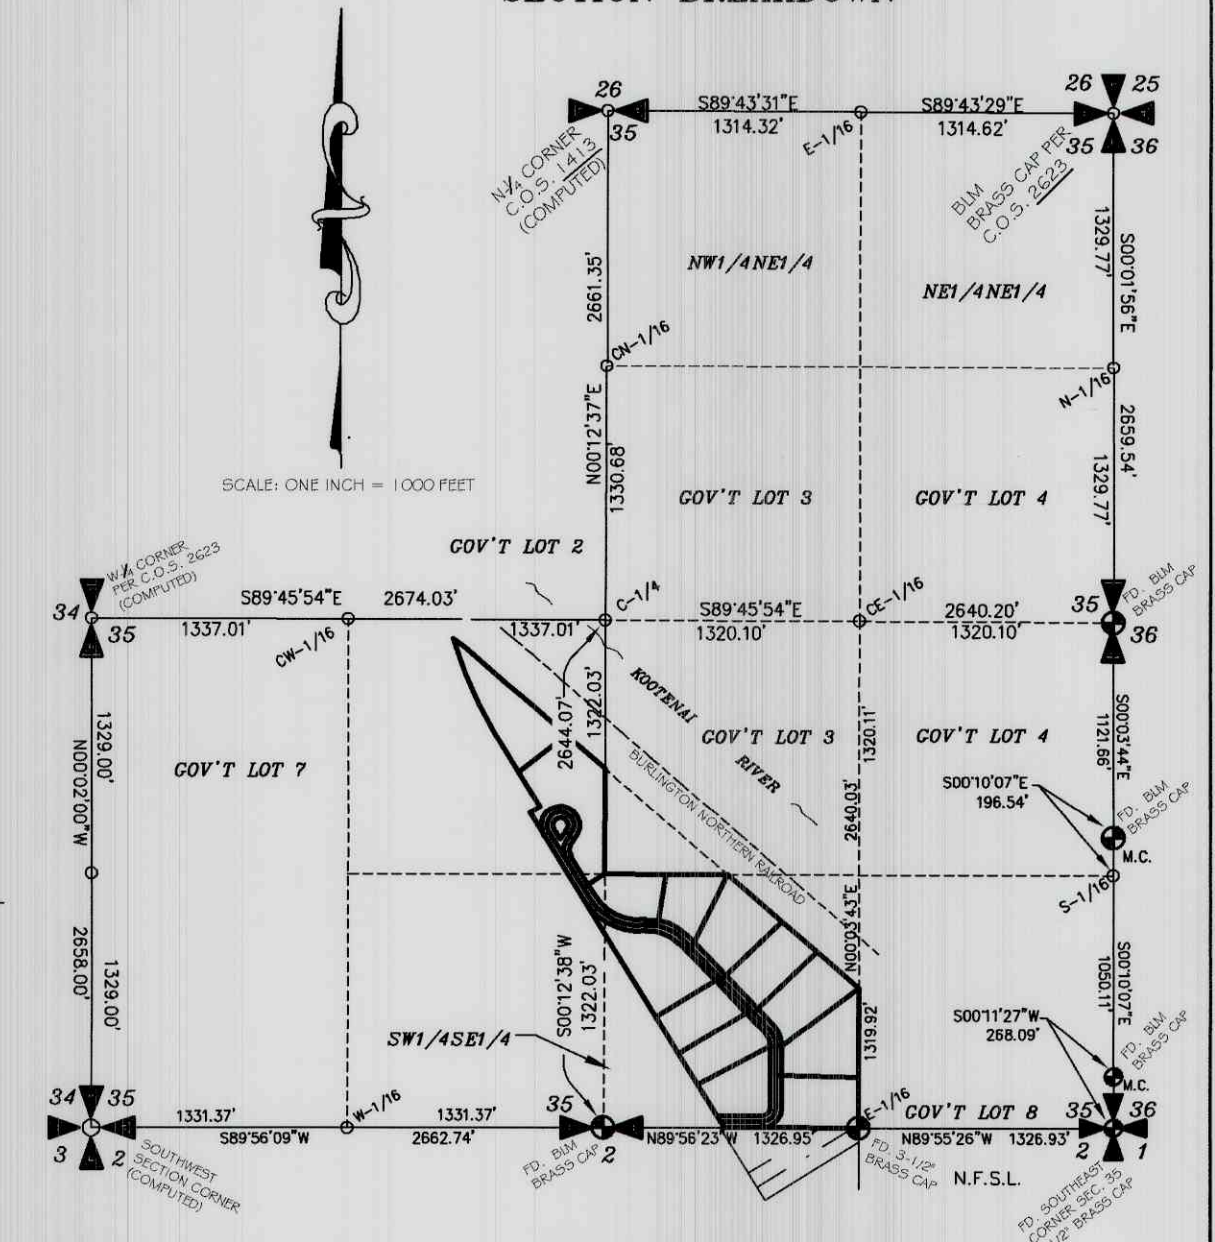 SECTION BREAKDOWN
26
35
26
25
35
36
S89°43'31"E
1314.32'
S89°43'29"E
1314.62'
E-1/16
N-¼ CORNER
C.O.S. 1413
(COMPUTED)
BLM
BRASS CAP PER
C.O.S. 2623
2661.35'
1329.77'
S00°01'56"E
NW1/4NE1/4
NE1/4NE1/4
CN-1/16
N-1/16
N00°12'37"E
1330.68'
2659.54'
1329.77'
SCALE: ONE INCH = 1000 FEET
GOV'T LOT 3
GOV'T LOT 4
GOV'T LOT 2
W-¼ CORNER
PER C.O.S. 2623
(COMPUTED)
34
35
S89°45'54"E
2674.03'
1337.01'
1337.01'
CW-1/16
C-1/4
S89°45'54"E
1320.10'
CE-1/16
2640.20'
1320.10'
35
36
FD. BLM
BRASS CAP
KOOTENAI
RIVER
2644.07'
1322.03'
1320.11'
S00°03'44"E
1121.66'
1329.00'
N00°02'00"W
GOV'T LOT 7
GOV'T LOT 3
GOV'T LOT 4
BURLINGTON NORTHERN RAILROAD
2640.03'
S00°10'07"E
196.54'
FD. BLM
BRASS CAP
M.C.
S-1/16
N00°03'43"E
2658.00'
1329.00'
S00°12'38"W
1322.03'
1319.92'
S00°10'07"E
1050.11'
S00°11'27"W
268.09'
FD. BLM
BRASS CAP
M.C.
SW1/4SE1/4
34
35
3
2
1331.37'
S89°56'09"W
W-1/16
1331.37'
2662.74'
35
2
N89°56'23"W
1326.95'
E-1/16
GOV'T LOT 8
N89°55'26"W
1326.93'
35
36
2
1
SOUTHWEST
SECTION CORNER
(COMPUTED)
FD. BLM
BRASS CAP
FD. 3-1/2"
BRASS CAP
N.F.S.L.
FD. SOUTHEAST
CORNER SEC. 35
1/2" BRASS CAP